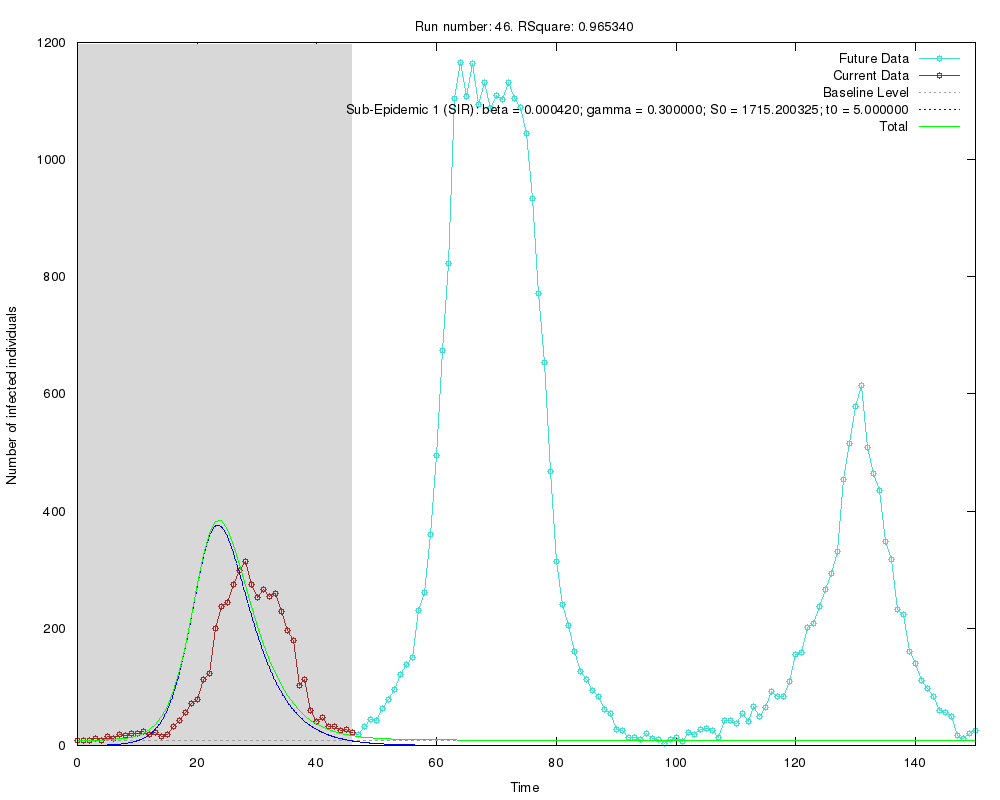 Run number: 46. RSquare: 0.965340
1200
1000
800
600
400
200
0
Number of infected individuals
Future Data
Current Data
Baseline Level
Sub-Epidemic 1 (SIR): beta = 0.000420; gamma = 0.300000; S0 = 1715.200325; t0 = 5.000000
Total
0 20 40 60 80 100 120 140
Time